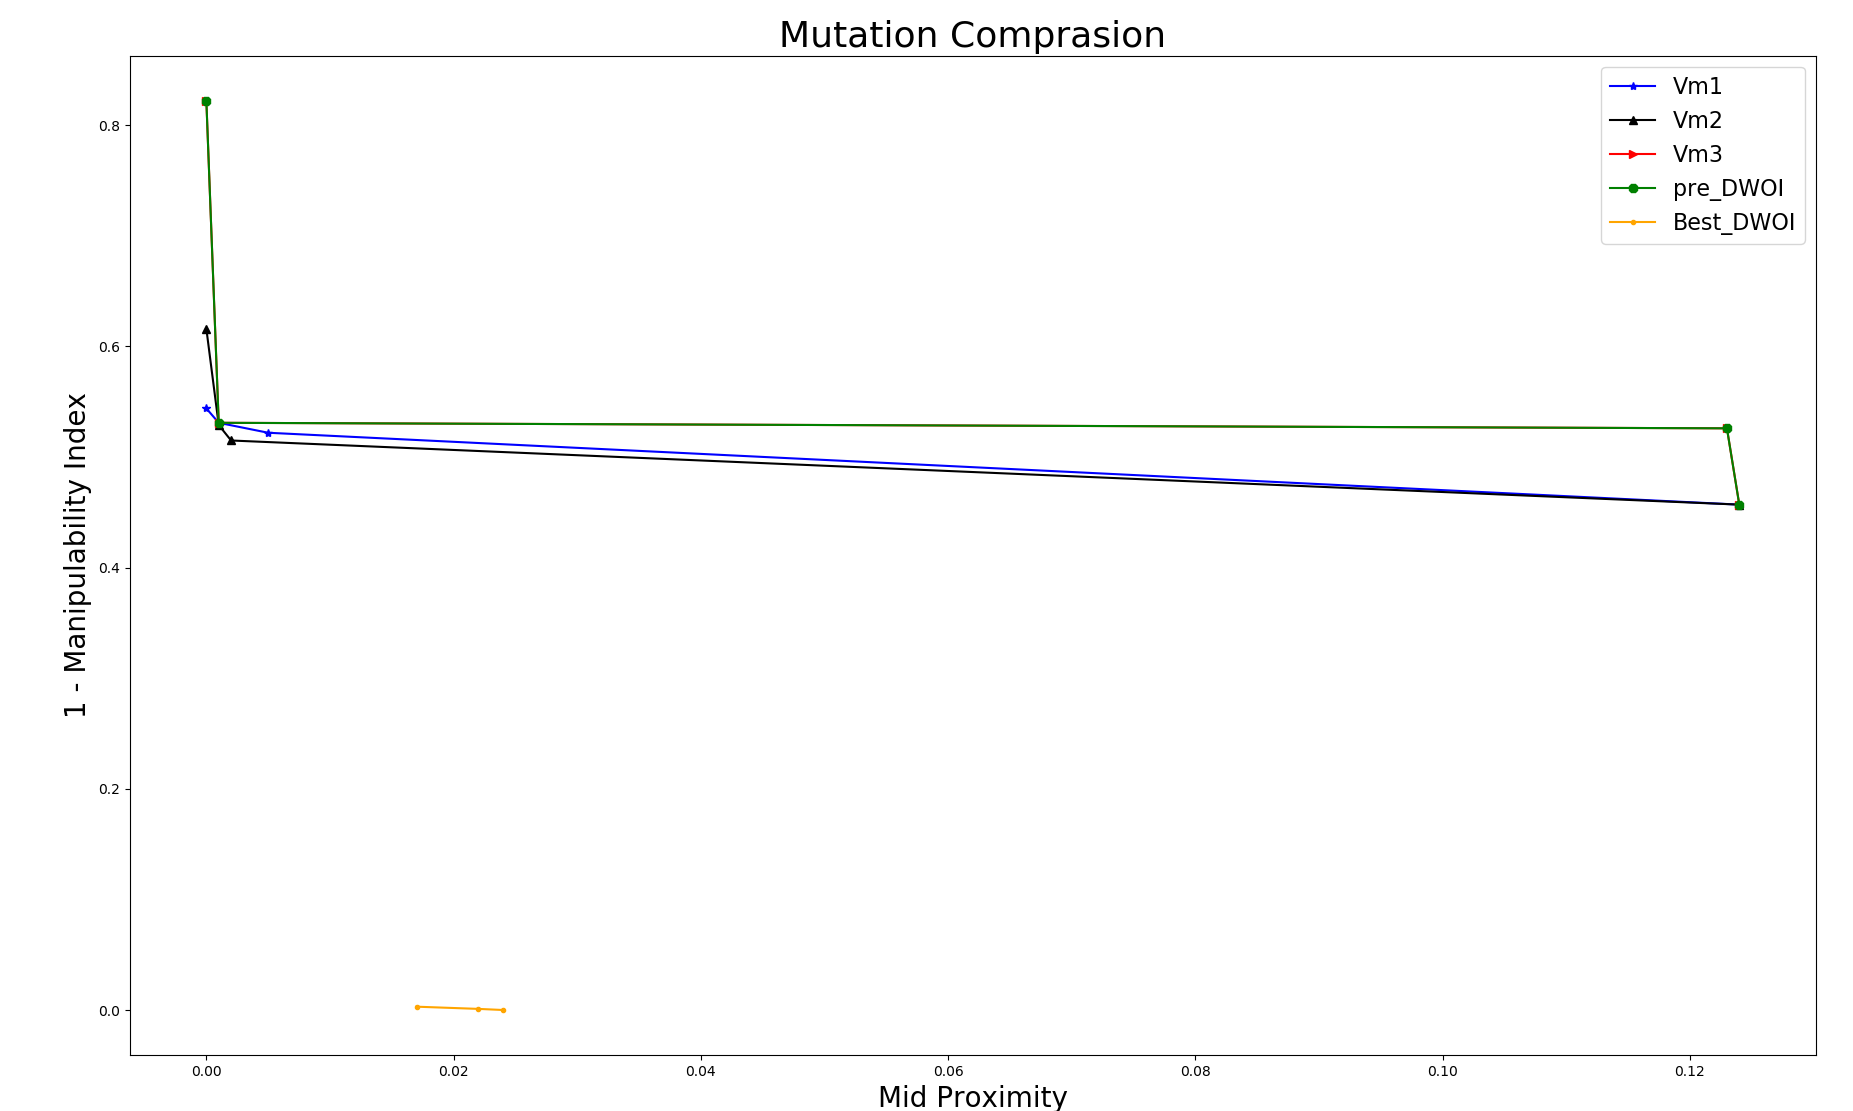 Mutation Comprasion
Vm1
Vm2
Vm3
pre_DWOI
Best_DWOI
1 - Manipulability Index
0.8
0.6
0.4
0.2
0.0
0.00 0.02 0.04 0.06 0.08 0.10 0.12
Mid Proximity